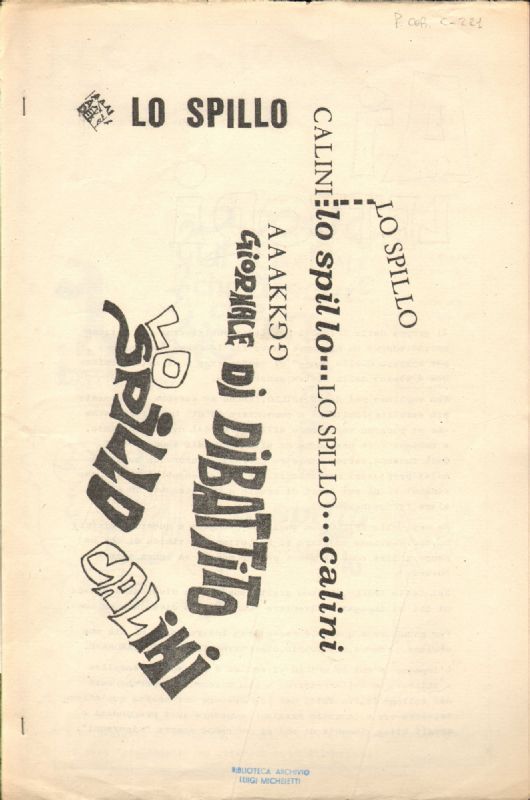 P. COR. C-221
LO SPILLO
CALINI
lo spillo...LO SPILLO...calini
LO SPILLO
AAAKKGG
GIORNALE Di DiBATTiTO
LO
SPiLLO
CALiNi
BIBLIOTECA ARCHIVIO
LUIGI MICHELETTI